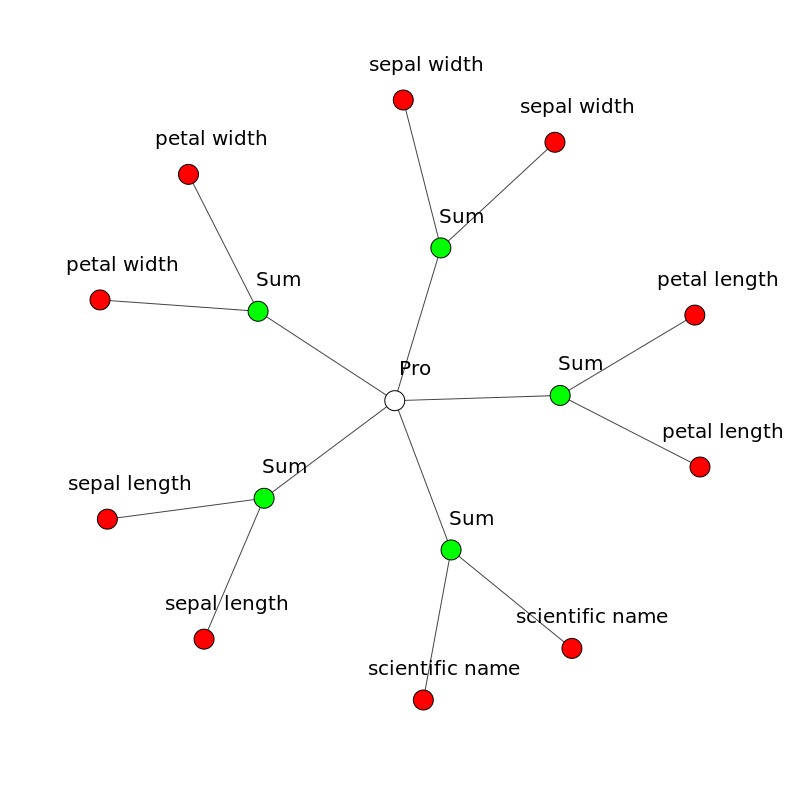 sepal width
sepal width
petal width
Sum
petal width
Sum
petal length
Sum
Pro
petal length
Sum
sepal length
Sum
sepal length
scientific name
scientific name